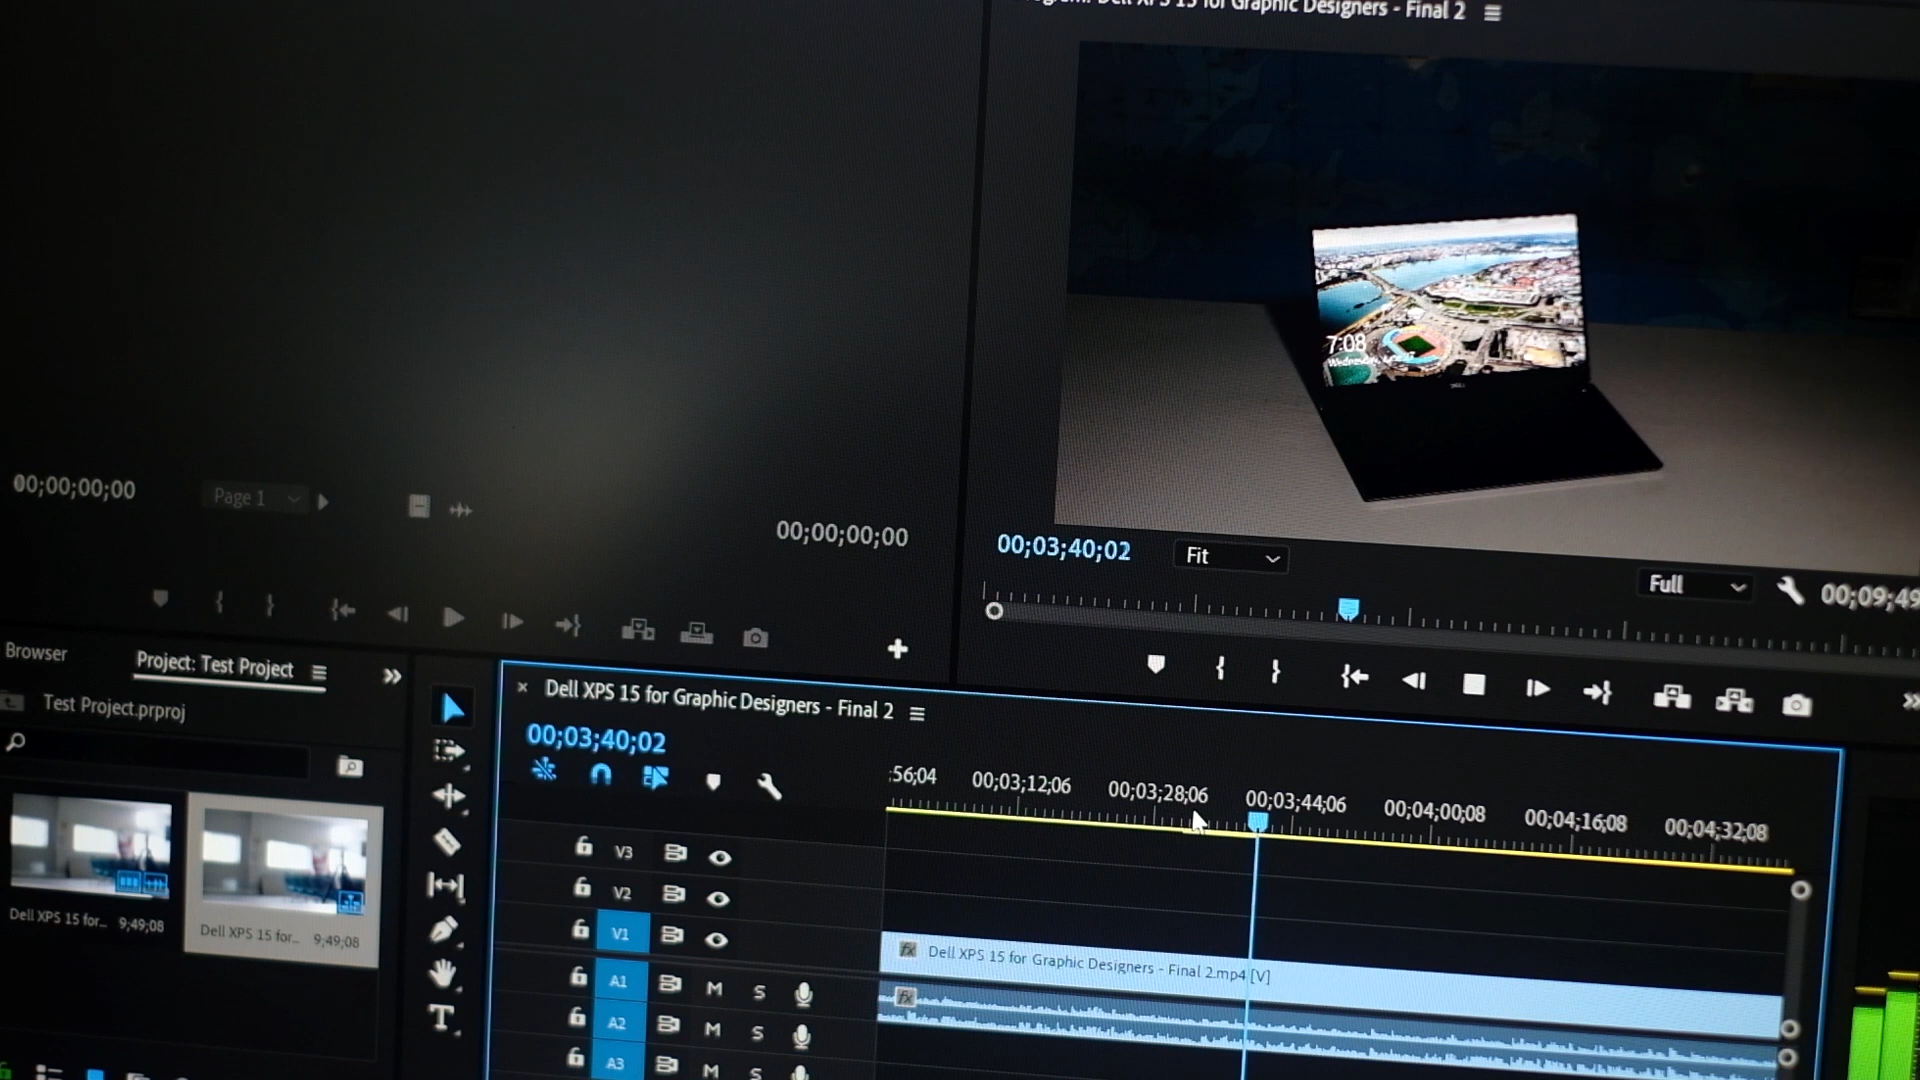 Dell XPS 15 for Graphic Designers - Final 2
7:08
00;00;00;00
Page 1
00;00;00;00
00;03;40;02
Fit
Full
00;09;49
Browser
Project: Test Project
Test Project.prproj
Dell XPS 15 for...
9;49;08
Dell XPS 15 for...
9;49;08
Dell XPS 15 for Graphic Designers - Final 2
00;03;40;02
:56;04
00;03;12;06
00;03;28;06
00;03;44;06
00;04;00;08
00;04;16;08
00;04;32;08
V3
V2
V1
fx Dell XPS 15 for Graphic Designers - Final 2.mp4 [V]
A1 M S
fx
A2 M S
A3 M S
T